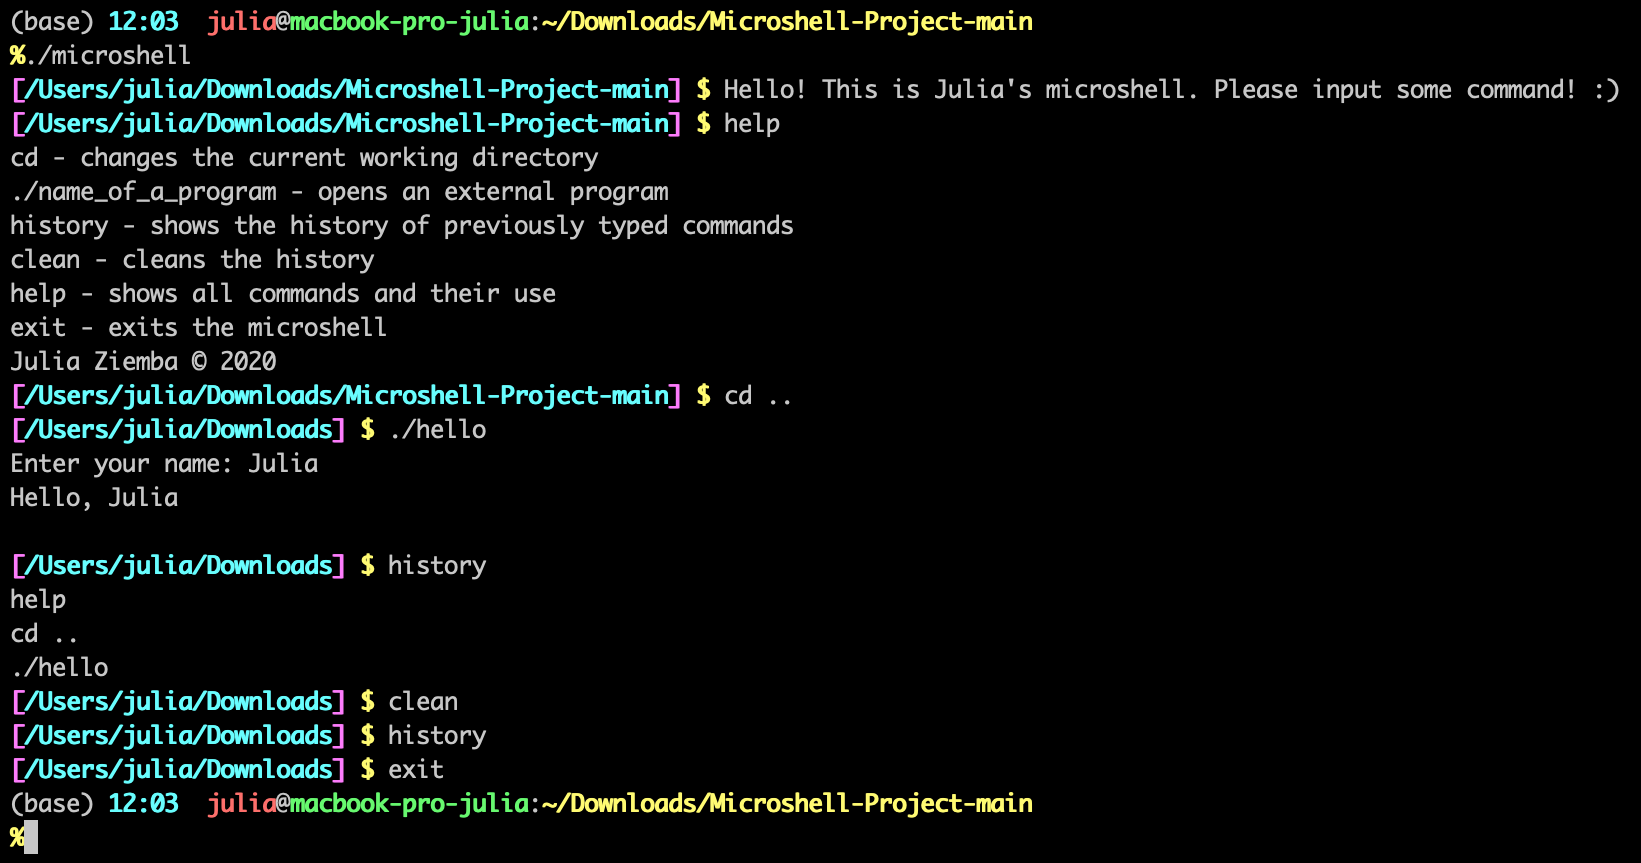 (base) 12:03  julia@macbook-pro-julia:~/Downloads/Microshell-Project-main
%./microshell
[/Users/julia/Downloads/Microshell-Project-main] $ Hello! This is Julia's microshell. Please input some command! :)
[/Users/julia/Downloads/Microshell-Project-main] $ help
cd - changes the current working directory
./name_of_a_program - opens an external program
history - shows the history of previously typed commands
clean - cleans the history
help - shows all commands and their use
exit - exits the microshell
Julia Ziemba © 2020
[/Users/julia/Downloads/Microshell-Project-main] $ cd ..
[/Users/julia/Downloads] $ ./hello
Enter your name: Julia
Hello, Julia
[/Users/julia/Downloads] $ history
help
cd ..
./hello
[/Users/julia/Downloads] $ clean
[/Users/julia/Downloads] $ history
[/Users/julia/Downloads] $ exit
(base) 12:03  julia@macbook-pro-julia:~/Downloads/Microshell-Project-main
%